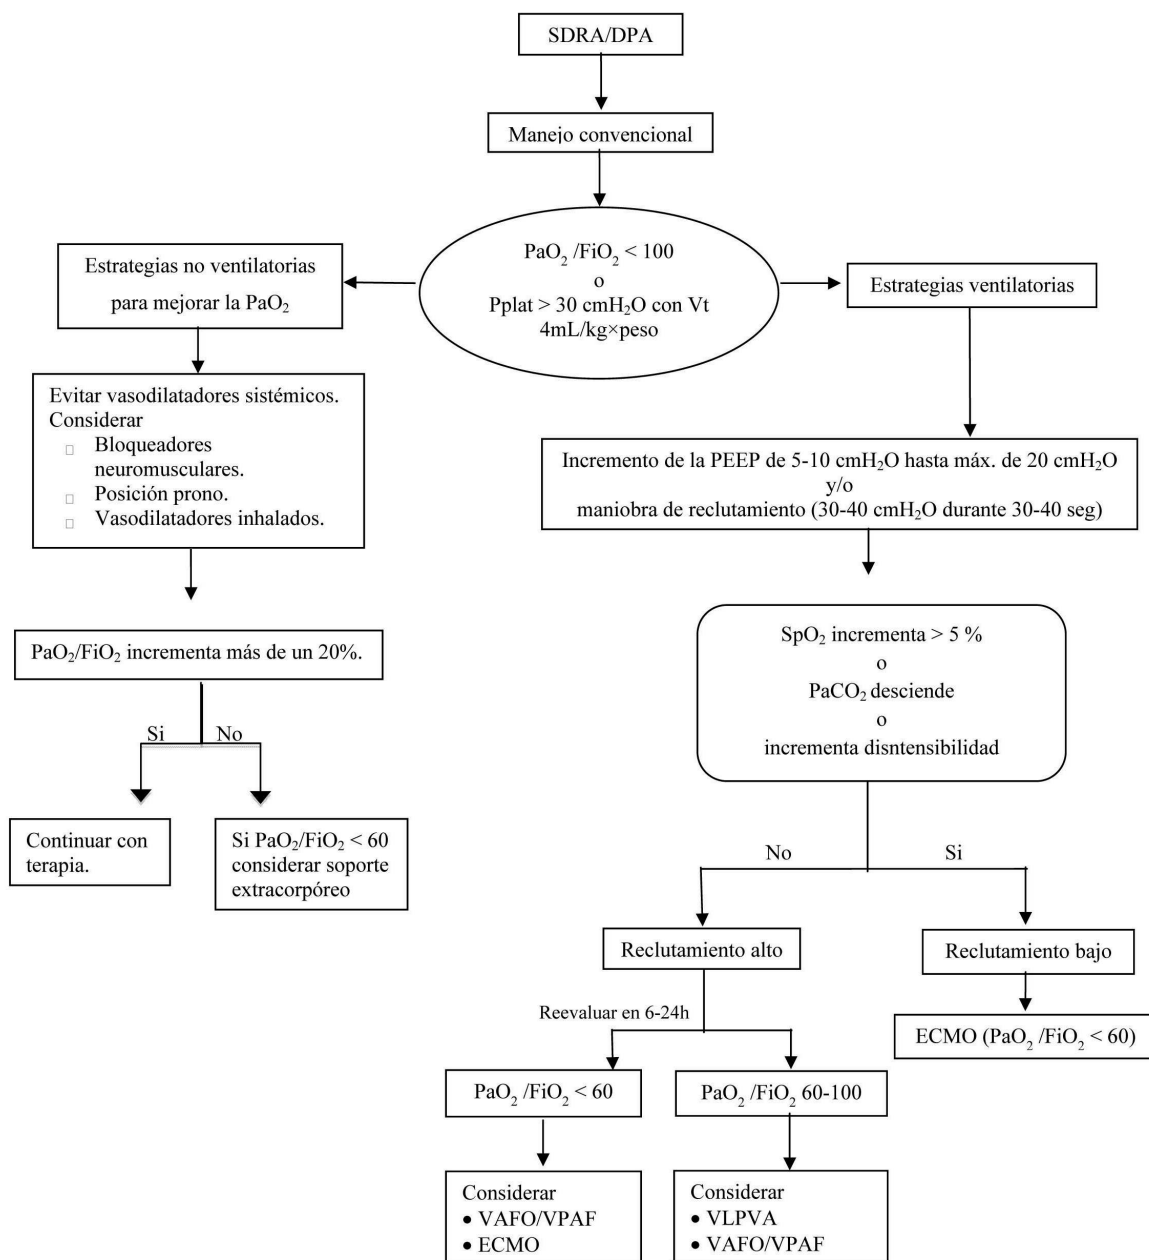 SDRA/DPA
Manejo convencional
PaO₂ /FiO₂ < 100
o
Pplat > 30 cmH₂O con Vt
4mL/kg×peso
Estrategias no ventilatorias
para mejorar la PaO₂
Estrategias ventilatorias
Evitar vasodilatadores sistémicos.
Considerar
Bloqueadores
neuromusculares.
Posición prono.
Vasodilatadores inhalados.
Incremento de la PEEP de 5-10 cmH₂O hasta máx. de 20 cmH₂O
y/o
maniobra de reclutamiento (30-40 cmH₂O durante 30-40 seg)
PaO₂/FiO₂ incrementa más de un 20%.
SpO₂ incrementa > 5 %
o
PaCO₂ desciende
o
incrementa disntensibilidad
Si
No
Continuar con
terapia.
Si PaO₂/FiO₂ < 60
considerar soporte
extracorpóreo
No
Si
Reclutamiento alto
Reclutamiento bajo
Reevaluar en 6-24h
ECMO (PaO₂ /FiO₂ < 60)
PaO₂ /FiO₂ < 60
PaO₂ /FiO₂ 60-100
Considerar
• VAFO/VPAF
• ECMO
Considerar
• VLPVA
• VAFO/VPAF